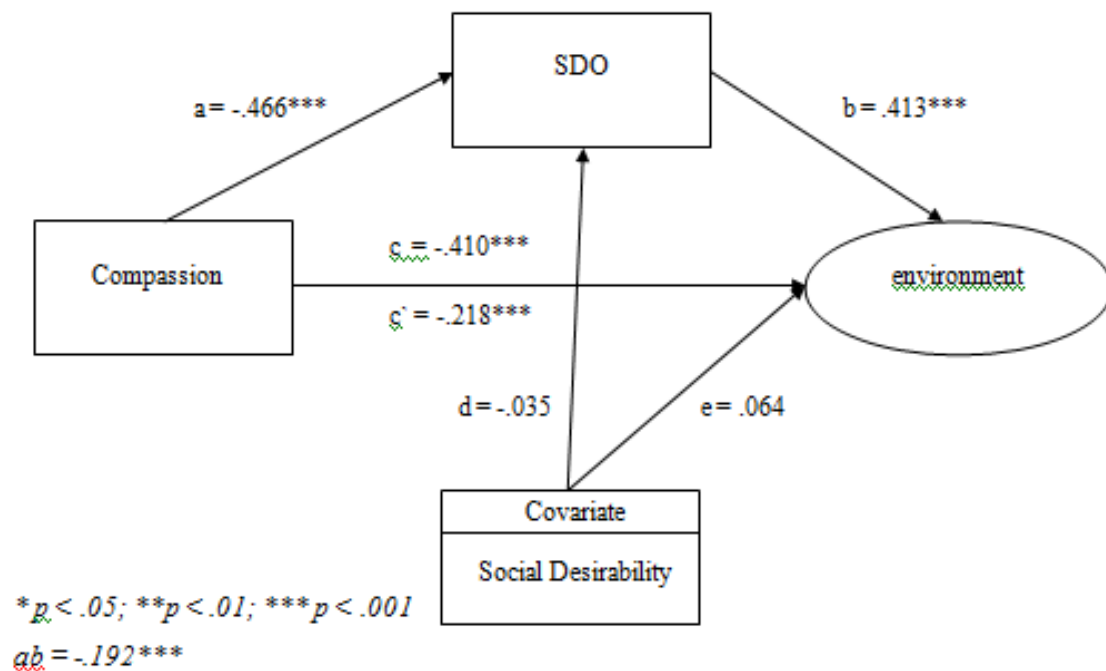 SDO
a = -.466***
b = .413***
c = -.410***
Compassion
environment
c` = -.218***
d = -.035
e = .064
Covariate
Social Desirability
*p < .05; **p < .01; ***p < .001
ab = -.192***